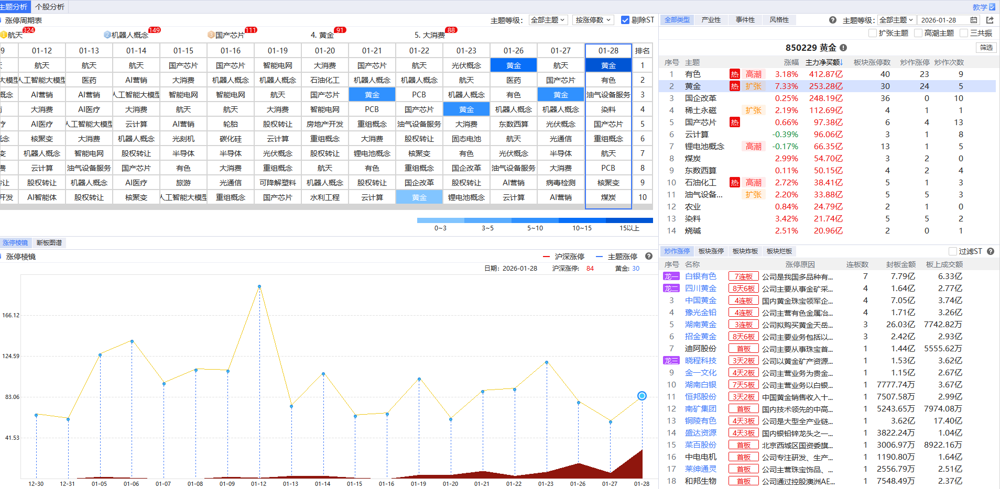 主题分析 个股分析 教学
涨停周期表 主题等级: 全部主题 按涨停数 剔除ST
1 航天 324 2 机器人概念 149 3 国产芯片 111 4. 黄金 91 5. 大消费 88
9 01-12 01-13 01-14 01-15 01-16 01-19 01-20 01-21 01-22 01-23 01-26 01-27 01-28 排名
航天 航天 航天 国产芯片 国产芯片 智能电网 大消费 国产芯片 航天 光伏概念 黄金 航天 黄金 1
大模型 人工智能大模型 医药 AI营销 大消费 机器人概念 机器人概念 石油化工 机器人概念 机器人概念 航天 医药 国产芯片 有色 2
概念 AI营销 AI营销 人工智能大模型 智能电网 智能电网 航天 国产芯片 黄金 PCB 机器人概念 有色 黄金 油气设备服务 3
大消费 AI医疗 大消费 航天 航天 大消费 智能电网 PCB 国产芯片 黄金 机器人概念 机器人概念 染料 4
疗 AI医疗 人工智能大模型 云计算 AI营销 轮胎 股权转让 房地产开发 重组概念 油气设备服务 大消费 东数西算 光伏概念 国产芯片 5
念 核聚变 大消费 机器人概念 光刻机 碳化硅 云计算 重组概念 大消费 股权转让 固态电池 航天 光通信 重组概念 6
变 机器人概念 智能电网 股权转让 半导体 半导体 光伏概念 股权转让 锂电池概念 核聚变 有色 光伏概念 半导体 航天 7
费 云计算 油气设备服务 国产芯片 有色 大消费 重组概念 航天 有色 重组概念 国企改革 油气设备服务 大消费 PCB 8
让 股权转让 机器人概念 AI医疗 旅游 光通信 可降解塑料 机器人概念 股权转让 国企改革 股权转让 AI营销 病毒检测 核聚变 9
开发 AI智能体 股权转让 核聚变 人工智能大模型 重组概念 国产芯片 水利工程 云计算 黄金 锂电池概念 云计算 AI营销 煤炭 10
0~3 3~5 5~10 10~15 15以上
涨停棱镜 断板图谱
涨停棱镜 沪深涨停 主题涨停 ?
日期: 2026-01-28 沪深涨停: 84 黄金: 30
166.12
124.59
83.06
41.53
12-30 12-31 01-05 01-06 01-07 01-08 01-09 01-12 01-13 01-14 01-15 01-16 01-19 01-20 01-21 01-22 01-23 01-26 01-27 01-28
全部类型 产业性 事件性 风格性 ? 主题等级: 全部主题 2026-01-28
扩张主题 高潮主题 三共振
850229 黄金 ! 筛选
序号 主题 涨幅 主力净买额↓ 板块涨停数 炒作涨停 炒作次数
1 有色 热 高潮 3.18% 412.87亿 40 23 9
2 黄金 热 扩张 7.33% 253.28亿 30 24 5
3 国企改革 0.25% 248.19亿 36 0 10
4 稀土永磁 扩张 2.19% 112.69亿 4 1 1
5 国产芯片 热 0.66% 97.38亿 6 4 13
6 云计算 -0.39% 96.06亿 3 1 8
7 锂电池概念 高潮 -0.17% 66.35亿 13 1 5
8 煤炭 2.99% 54.70亿 3 2 0
9 东数西算 0.11% 50.15亿 4 2 4
10 石油化工 热 高潮 2.72% 38.41亿 5 1 3
11 油气设备... 扩张 2.20% 33.88亿 5 5 3
12 农业 0.84% 24.79亿 2 1 0
13 染料 3.42% 21.74亿 5 5 2
14 烧碱 2.51% 20.96亿 2 0 1
炒作涨停 板块涨停 板块炸板 板块烂板 过滤ST ?
序号 名称 涨停原因 连板数 封板金额 板上成交额
龙一 白银有色 7连板 公司是我国多品种有... 7 7.79亿 6.33亿
龙二 四川黄金 8天6板 公司主要从事金矿采... 4 1.64亿 2.77亿
3 中国黄金 4连板 国内黄金珠宝领军企... 4 7.05亿 3.74亿
4 豫光金铅 4连板 公司主营有色金属冶... 4 1.71亿 3.26亿
5 湖南黄金 3连板 公司拟购买黄金天岳... 3 26.03亿 7742.82万
6 招金黄金 8天6板 公司主要业务包括以... 3 2.42亿 2.93亿
7 迪阿股份 首板 公司主要从事珠宝首... 1 1.44亿 5555.62万
龙三 晓程科技 3天2板 公司以黄金矿产资源... 1 1.53亿 3.62亿
9 金一文化 4天2板 公司主营业务为贵金... 1 1.15亿 2.67亿
10 湖南白银 7天5板 公司主营业务以白银... 1 7777.74万 3.67亿
11 恒邦股份 3天2板 中国黄金销售收入十... 1 7507.58万 2.99亿
12 南矿集团 首板 国内技术领先的中高... 1 5243.65万 7974.08万
13 铜陵有色 4天3板 公司是大型全产业链... 1 3.62亿 17.40亿
14 盛达资源 4天3板 国内银铅锌龙头之一... 1 3822.24万 1.04亿
15 菜百股份 首板 北京西城区国资委旗... 1 3006.97万 8922.16万
16 中电电机 首板 公司专注研发、生产... 1 1190.80万 1.64亿
17 莱绅通灵 首板 公司主营珠宝饰品、... 1 2556.79万 2.51亿
18 和邦生物 首板 公司通过控股澳洲AE... 1 7548.49万 2.37亿